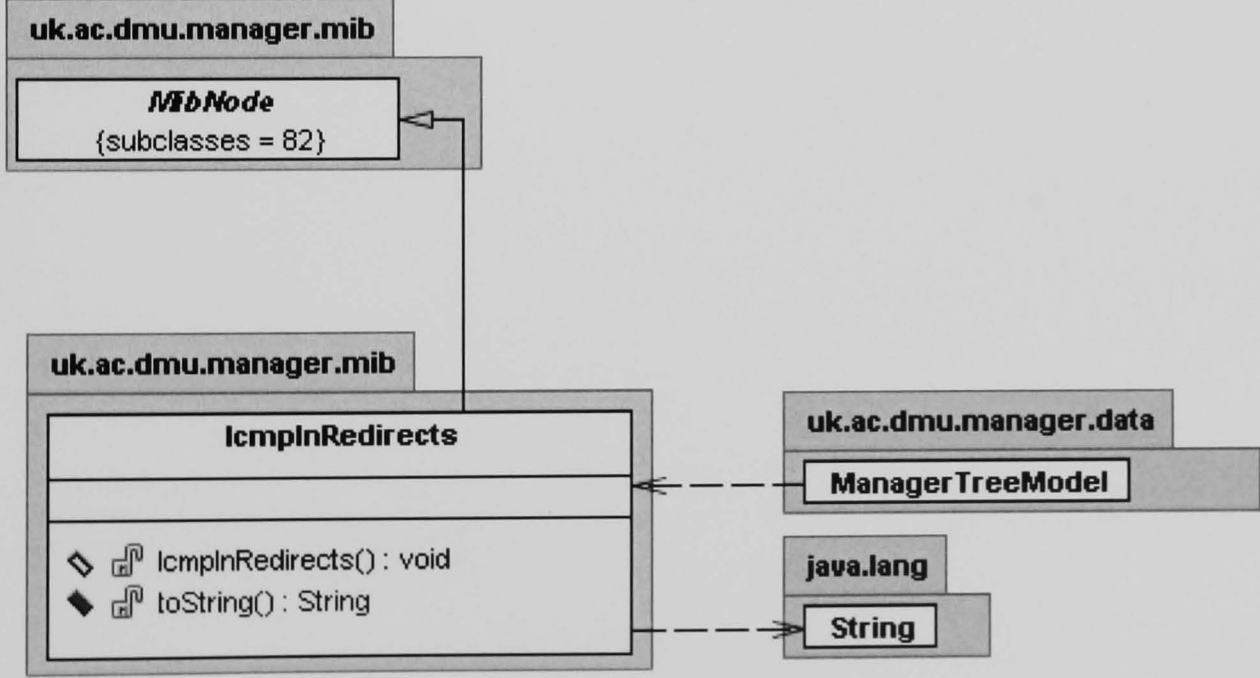 uk.ac.dmu.manager.mib
MibNode
{subclasses = 82}
uk.ac.dmu.manager.mib
IcmpInRedirects
IcmpInRedirects() : void
toString() : String
uk.ac.dmu.manager.data
ManagerTreeModel
java.lang
String